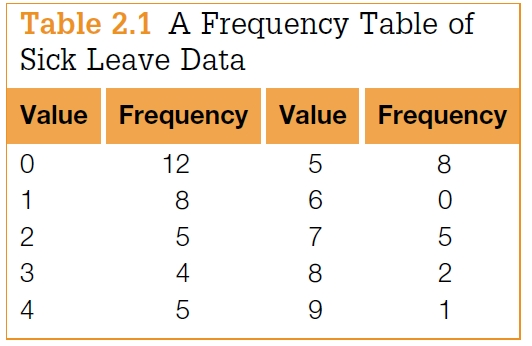 Table 2.1 A Frequency Table of
Sick Leave Data
Value Frequency Value Frequency
0 12 5 8
1 8 6 0
2 5 7 5
3 4 8 2
4 5 9 1